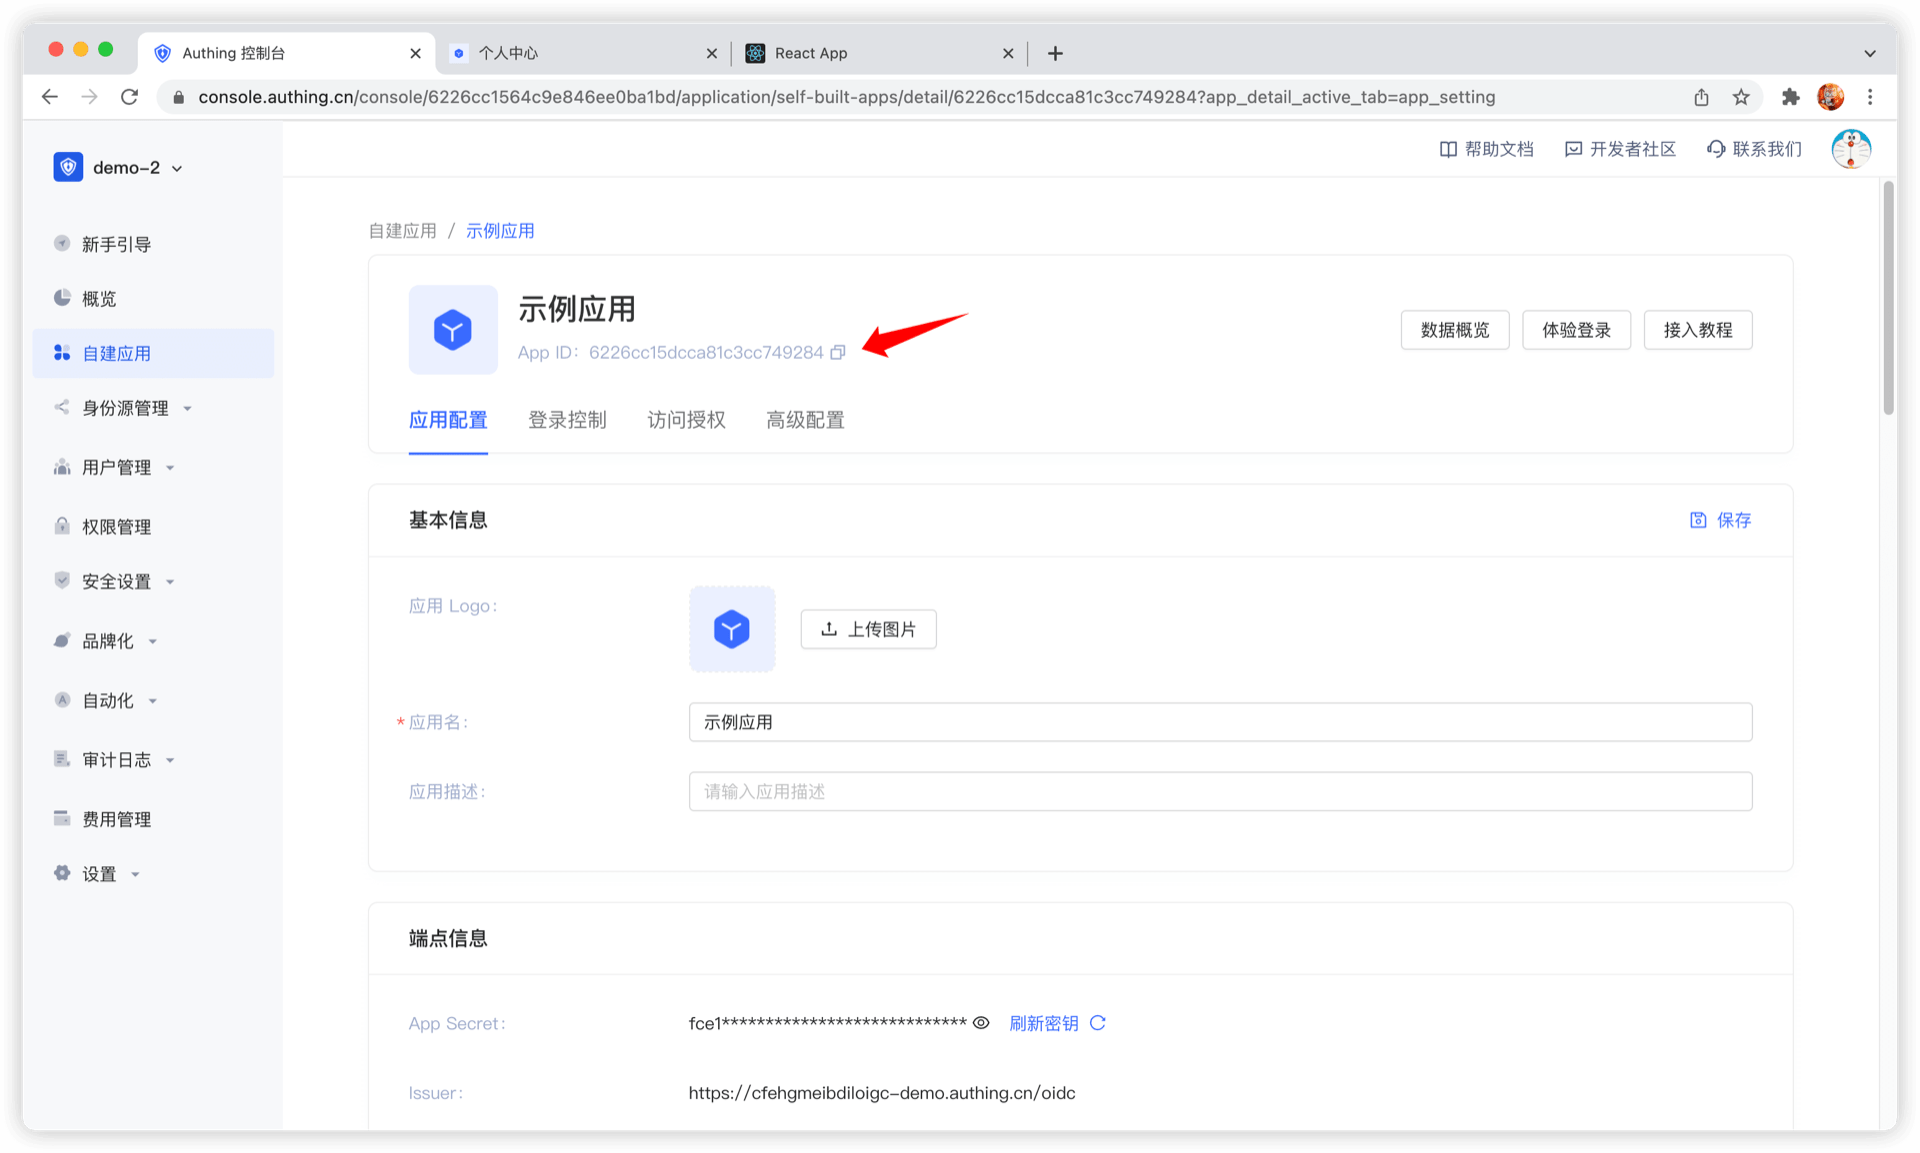 Authing 控制台
个人中心
React App
console.authing.cn/console/6226cc1564c9e846ee0ba1bd/application/self-built-apps/detail/6226cc15dcca81c3cc749284?app_detail_active_tab=app_setting
demo-2
帮助文档
开发者社区
联系我们
新手引导
概览
自建应用
身份源管理
用户管理
权限管理
安全设置
品牌化
自动化
审计日志
费用管理
设置
自建应用 / 示例应用
示例应用
App ID: 6226cc15dcca81c3cc749284
数据概览
体验登录
接入教程
应用配置
登录控制
访问授权
高级配置
基本信息
保存
应用 Logo:
上传图片
* 应用名:
示例应用
应用描述:
请输入应用描述
端点信息
App Secret:
fce1****************************
刷新密钥
Issuer:
https://cfehgmeibdiloigc-demo.authing.cn/oidc